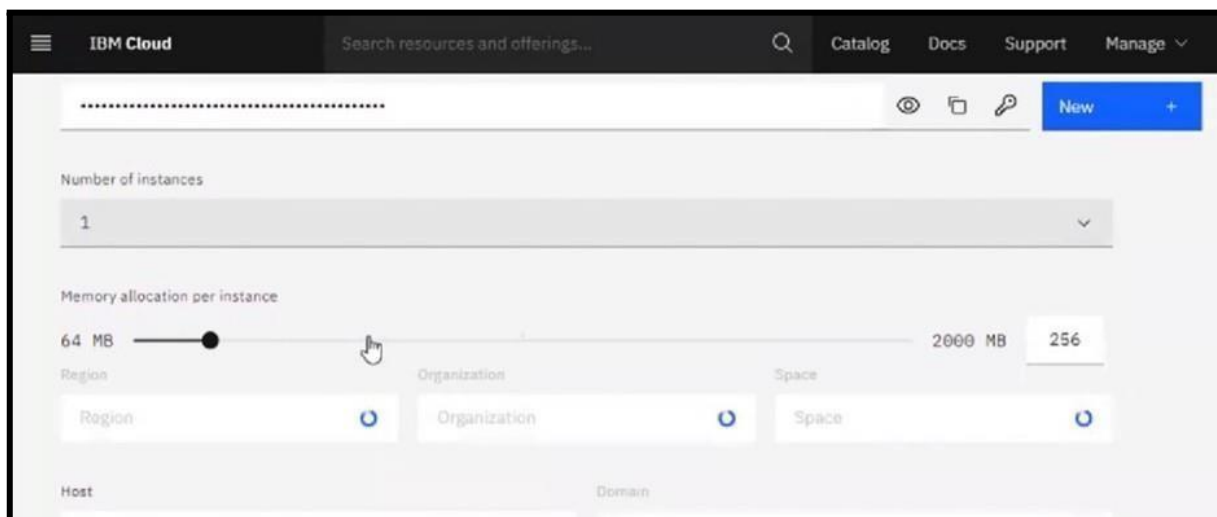 IBM Cloud Search resources and offerings... Catalog Docs Support Manage
New +
Number of instances
1
Memory allocation per instance
64 MB 2000 MB 256
Region Organization Space
Region Organization Space
Host Domain